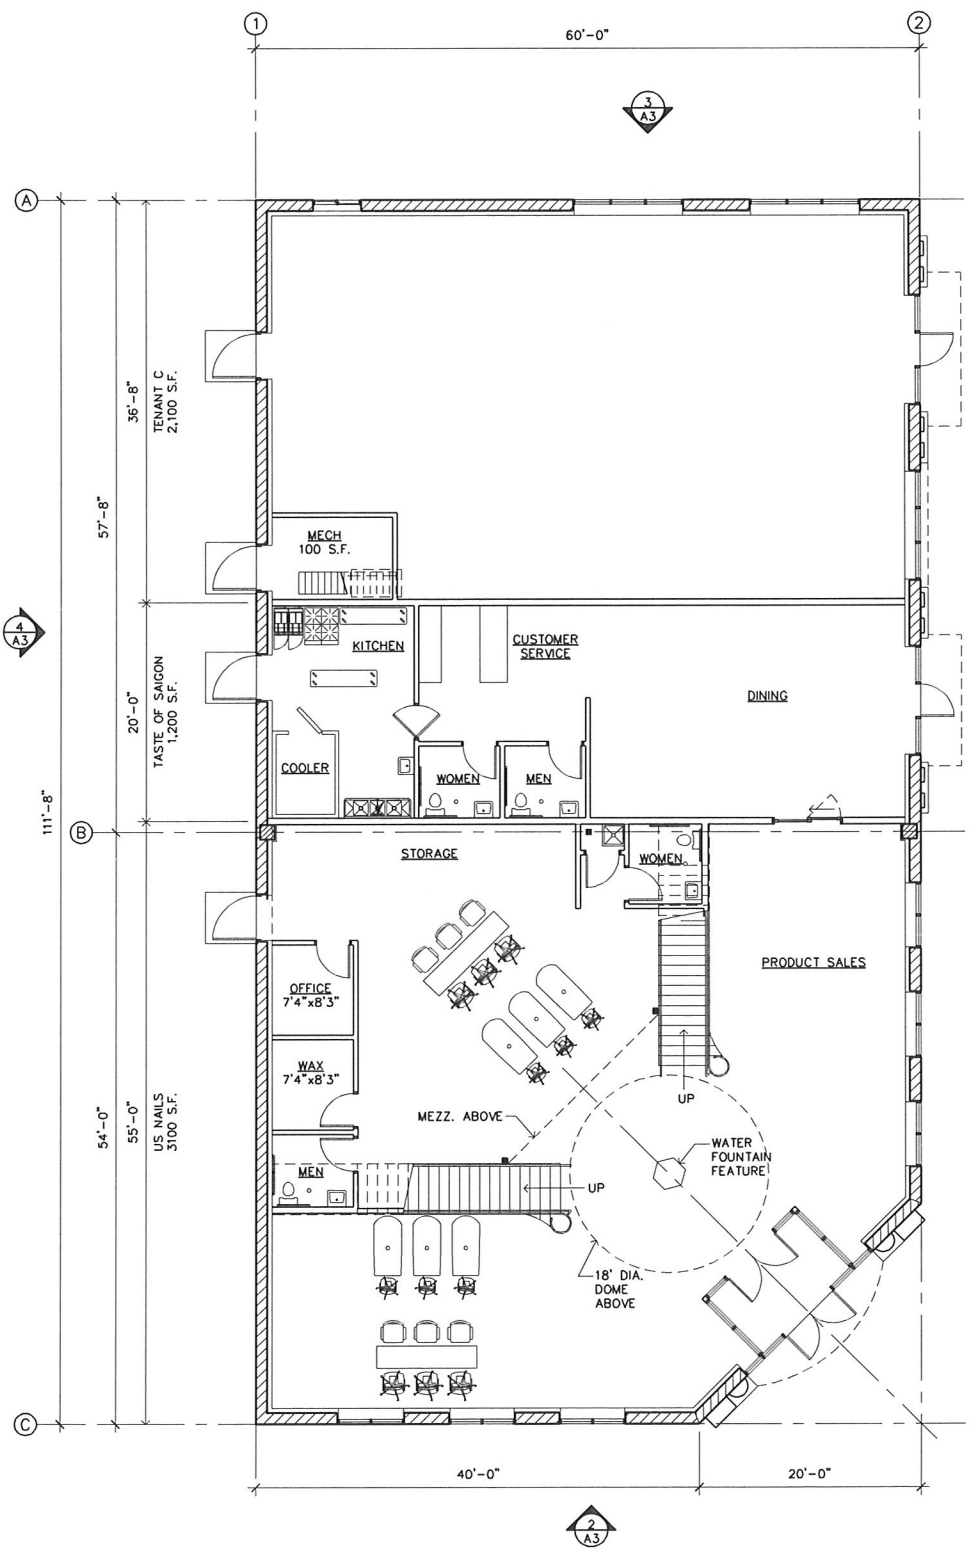 1
2
60'-0"
3
A3
A
36'-8"
TENANT C
2,100 S.F.
57'-8"
MECH
100 S.F.
4
A3
KITCHEN
CUSTOMER
SERVICE
DINING
20'-0"
TASTE OF SAIGON
1,200 S.F.
COOLER
WOMEN
MEN
111'-8"
B
STORAGE
WOMEN
PRODUCT SALES
OFFICE
7'4"x8'3"
WAX
7'4"x8'3"
54'-0"
55'-0"
US NAILS
3100 S.F.
MEZZ. ABOVE
UP
WATER
FOUNTAIN
FEATURE
MEN
UP
18' DIA.
DOME
ABOVE
C
40'-0"
20'-0"
2
A3